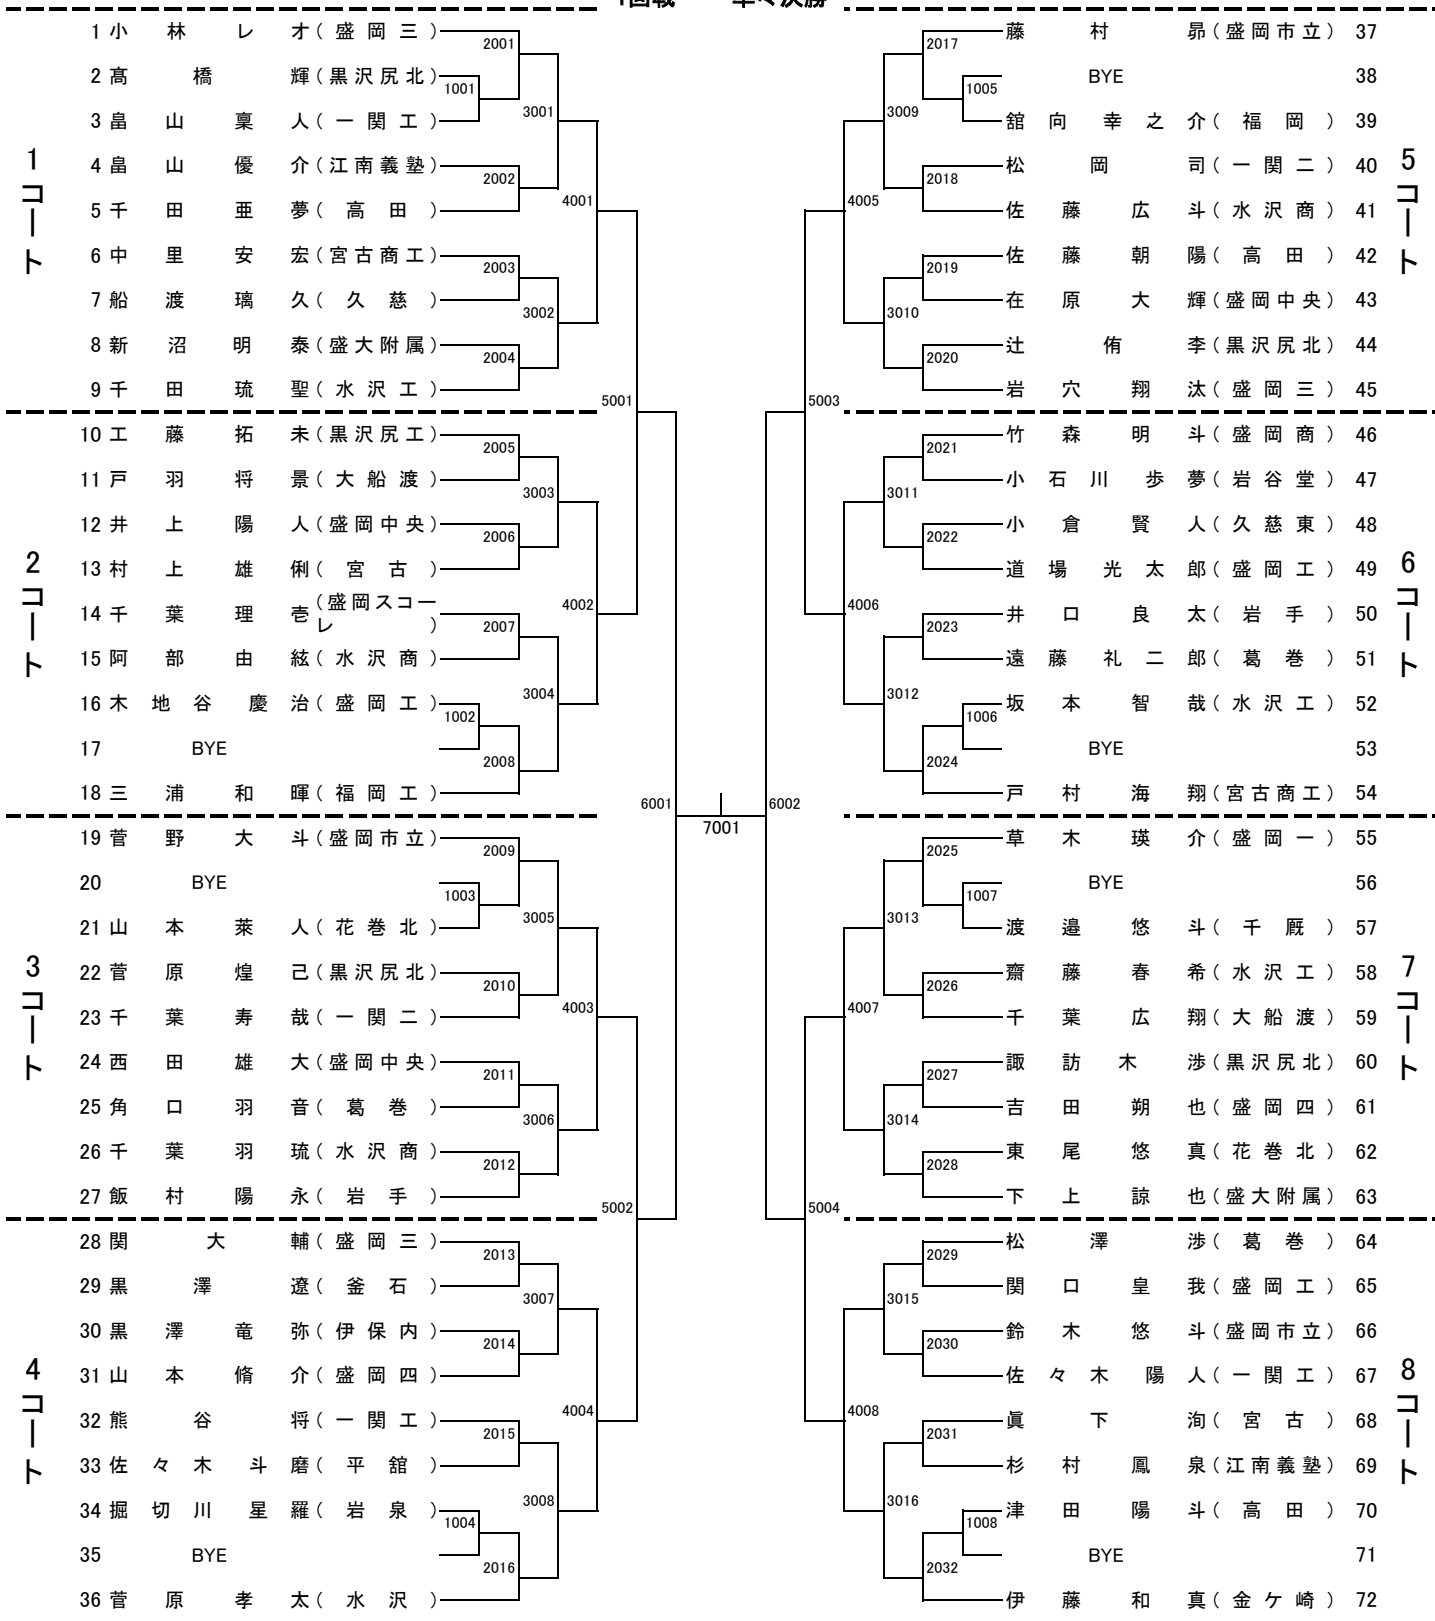 1回戦 準々決勝
1コート
1 小林レオ(盛岡三)
2001
2 髙橋輝(黒沢尻北)
1001
3 畠山稟人(一関工)
3001
4 畠山優介(江南義塾)
2002
5 千田亜夢(高田)
4001
6 中里安宏(宮古商工)
2003
7 船渡璃久(久慈)
3002
8 新沼明泰(盛大附属)
2004
9 千田琉聖(水沢工)
5001
2コート
10 工藤拓未(黒沢尻工)
2005
11 戸羽将景(大船渡)
3003
12 井上陽人(盛岡中央)
2006
13 村上雄俐(宮古)
4002
14 千葉理壱(盛岡スコーレ)
2007
15 阿部由絃(水沢商)
3004
16 木地谷慶治(盛岡工)
1002
17 BYE
2008
18 三浦和暉(福岡工)
6001
3コート
19 菅野大斗(盛岡市立)
2009
20 BYE
1003
21 山本萊人(花巻北)
3005
22 菅原煌己(黒沢尻北)
2010
23 千葉寿哉(一関二)
4003
24 西田雄大(盛岡中央)
2011
25 角口羽音(葛巻)
3006
26 千葉羽琉(水沢商)
2012
27 飯村陽永(岩手)
5002
4コート
28 関大輔(盛岡三)
2013
29 黒澤遼(釜石)
3007
30 黒澤竜弥(伊保内)
2014
31 山本脩介(盛岡四)
4004
32 熊谷将(一関工)
2015
33 佐々木斗磨(平舘)
3008
34 掘切川星羅(岩泉)
1004
35 BYE
2016
36 菅原孝太(水沢)
7001
5コート
藤村昴(盛岡市立) 37
2017
BYE 38
1005
舘向幸之介(福岡) 39
3009
松岡司(一関二) 40
2018
佐藤広斗(水沢商) 41
4005
佐藤朝陽(高田) 42
2019
在原大輝(盛岡中央) 43
3010
辻侑李(黒沢尻北) 44
2020
岩穴翔汰(盛岡三) 45
5003
6コート
竹森明斗(盛岡商) 46
2021
小石川歩夢(岩谷堂) 47
3011
小倉賢人(久慈東) 48
2022
道場光太郎(盛岡工) 49
4006
井口良太(岩手) 50
2023
遠藤礼二郎(葛巻) 51
3012
坂本智哉(水沢工) 52
1006
BYE 53
2024
戸村海翔(宮古商工) 54
6002
7コート
草木瑛介(盛岡一) 55
2025
BYE 56
1007
渡邉悠斗(千厩) 57
3013
齋藤春希(水沢工) 58
2026
千葉広翔(大船渡) 59
4007
諏訪木渉(黒沢尻北) 60
2027
吉田朔也(盛岡四) 61
3014
東尾悠真(花巻北) 62
2028
下上諒也(盛大附属) 63
5004
8コート
松澤渉(葛巻) 64
2029
関口皇我(盛岡工) 65
3015
鈴木悠斗(盛岡市立) 66
2030
佐々木陽人(一関工) 67
4008
眞下洵(宮古) 68
2031
杉村鳳泉(江南義塾) 69
3016
津田陽斗(高田) 70
1008
BYE 71
2032
伊藤和真(金ケ崎) 72